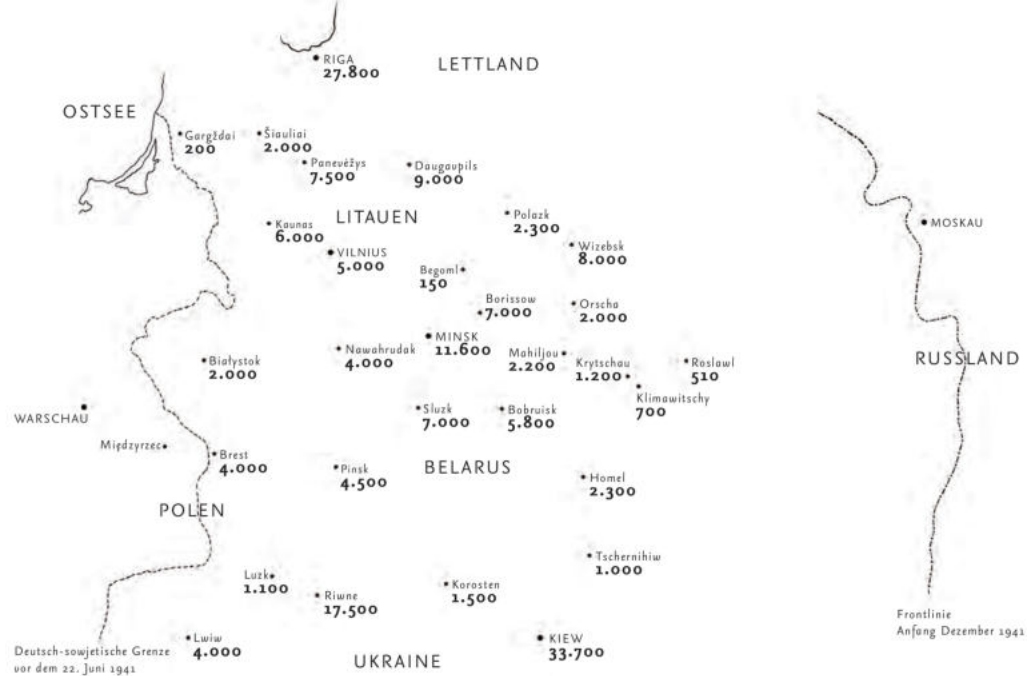 RIGA
27.800
LETTLAND
OSTSEE
Gargždai
200
Šiauliai
2.000
Panevėžys
7.500
Daugavpils
9.000
LITAUEN
Kaunas
6.000
VILNIUS
5.000
Polazk
2.300
Wizebsk
8.000
MOSKAU
Begoml
150
Borissow
7.000
Orscha
2.000
MINSK
11.600
Nawahrudak
4.000
Białystok
2.000
Mahiljou
2.200
Krytschau
1.200
Roslawl
510
RUSSLAND
Klimawitschy
700
WARSCHAU
Sluzk
7.000
Bobruisk
5.800
Międzyrzec
Brest
4.000
Pinsk
4.500
BELARUS
Homel
2.300
POLEN
Tschernihiw
1.000
Luzk
1.100
Riwne
17.500
Korosten
1.500
Frontlinie
Anfang Dezember 1941
Lwiw
4.000
Deutsch-sowjetische Grenze
vor dem 22. Juni 1941
KIEW
33.700
UKRAINE